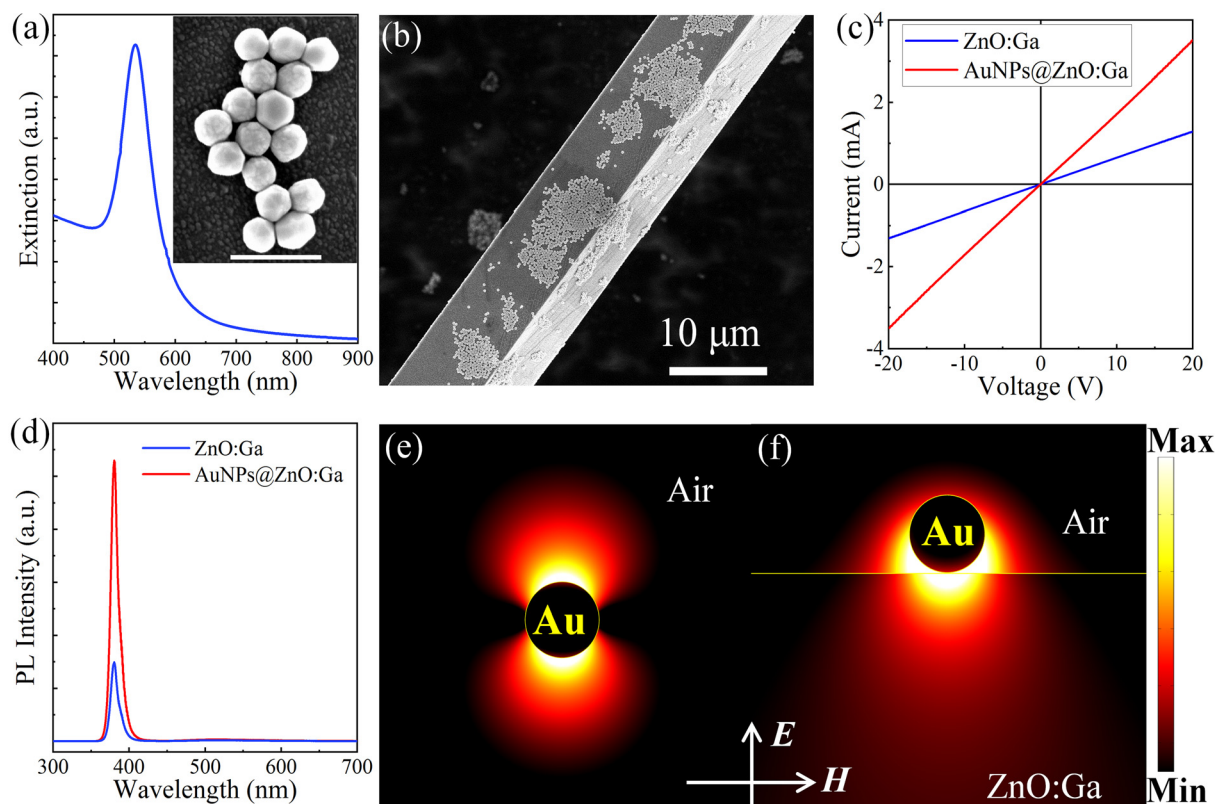 (a)
Extinction (a.u.)
400 500 600 700 800 900
Wavelength (nm)
(b)
10 μm
(c)
ZnO:Ga
AuNPs@ZnO:Ga
Current (mA)
4
2
0
-2
-4
-20 -10 0 10 20
Voltage (V)
(d)
ZnO:Ga
AuNPs@ZnO:Ga
PL Intensity (a.u.)
300 400 500 600 700
Wavelength (nm)
(e)
Air
Au
(f)
Air
Au
E
H
ZnO:Ga
Max
Min